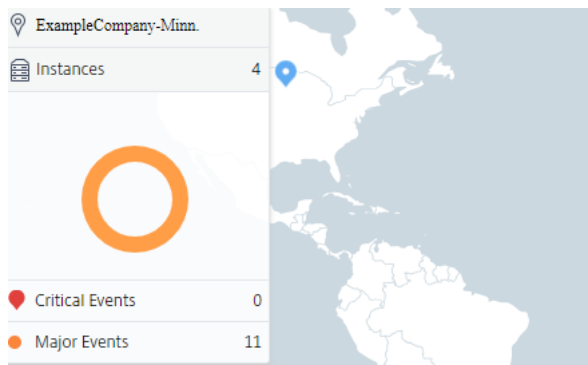 ExampleCompany-Minn.
Instances 4
Critical Events 0
Major Events 11